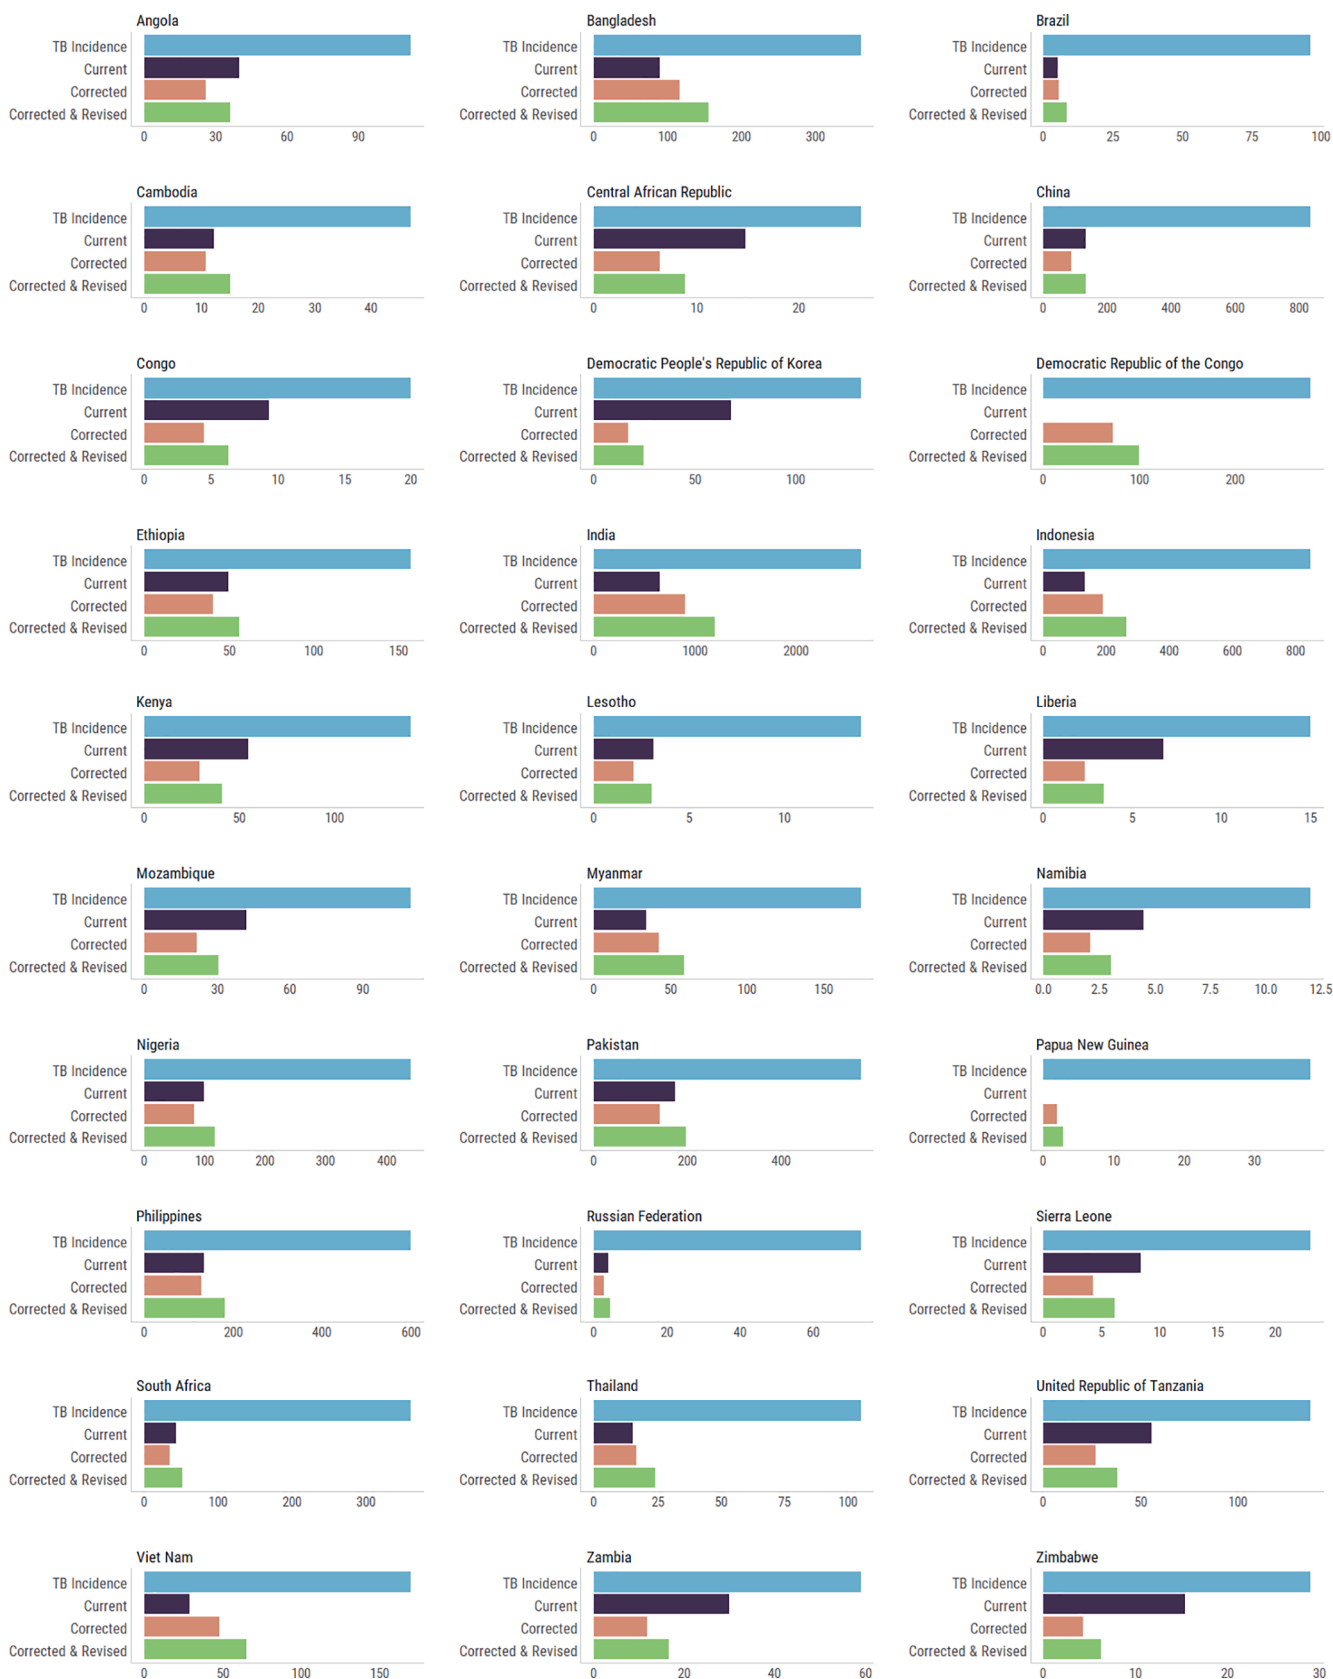 Angola
TB Incidence
Current
Corrected
Corrected & Revised
0 30 60 90
Bangladesh
TB Incidence
Current
Corrected
Corrected & Revised
0 100 200 300
Brazil
TB Incidence
Current
Corrected
Corrected & Revised
0 25 50 75 100
Cambodia
TB Incidence
Current
Corrected
Corrected & Revised
0 10 20 30 40
Central African Republic
TB Incidence
Current
Corrected
Corrected & Revised
0 10 20
China
TB Incidence
Current
Corrected
Corrected & Revised
0 200 400 600 800
Congo
TB Incidence
Current
Corrected
Corrected & Revised
0 5 10 15 20
Democratic People's Republic of Korea
TB Incidence
Current
Corrected
Corrected & Revised
0 50 100
Democratic Republic of the Congo
TB Incidence
Current
Corrected
Corrected & Revised
0 100 200
Ethiopia
TB Incidence
Current
Corrected
Corrected & Revised
0 50 100 150
India
TB Incidence
Current
Corrected
Corrected & Revised
0 1000 2000
Indonesia
TB Incidence
Current
Corrected
Corrected & Revised
0 200 400 600 800
Kenya
TB Incidence
Current
Corrected
Corrected & Revised
0 50 100
Lesotho
TB Incidence
Current
Corrected
Corrected & Revised
0 5 10
Liberia
TB Incidence
Current
Corrected
Corrected & Revised
0 5 10 15
Mozambique
TB Incidence
Current
Corrected
Corrected & Revised
0 30 60 90
Myanmar
TB Incidence
Current
Corrected
Corrected & Revised
0 50 100 150
Namibia
TB Incidence
Current
Corrected
Corrected & Revised
0.0 2.5 5.0 7.5 10.0 12.5
Nigeria
TB Incidence
Current
Corrected
Corrected & Revised
0 100 200 300 400
Pakistan
TB Incidence
Current
Corrected
Corrected & Revised
0 200 400
Papua New Guinea
TB Incidence
Current
Corrected
Corrected & Revised
0 10 20 30
Philippines
TB Incidence
Current
Corrected
Corrected & Revised
0 200 400 600
Russian Federation
TB Incidence
Current
Corrected
Corrected & Revised
0 20 40 60
Sierra Leone
TB Incidence
Current
Corrected
Corrected & Revised
0 5 10 15 20
South Africa
TB Incidence
Current
Corrected
Corrected & Revised
0 100 200 300
Thailand
TB Incidence
Current
Corrected
Corrected & Revised
0 25 50 75 100
United Republic of Tanzania
TB Incidence
Current
Corrected
Corrected & Revised
0 50 100
Viet Nam
TB Incidence
Current
Corrected
Corrected & Revised
0 50 100 150
Zambia
TB Incidence
Current
Corrected
Corrected & Revised
0 20 40 60
Zimbabwe
TB Incidence
Current
Corrected
Corrected & Revised
0 10 20 30